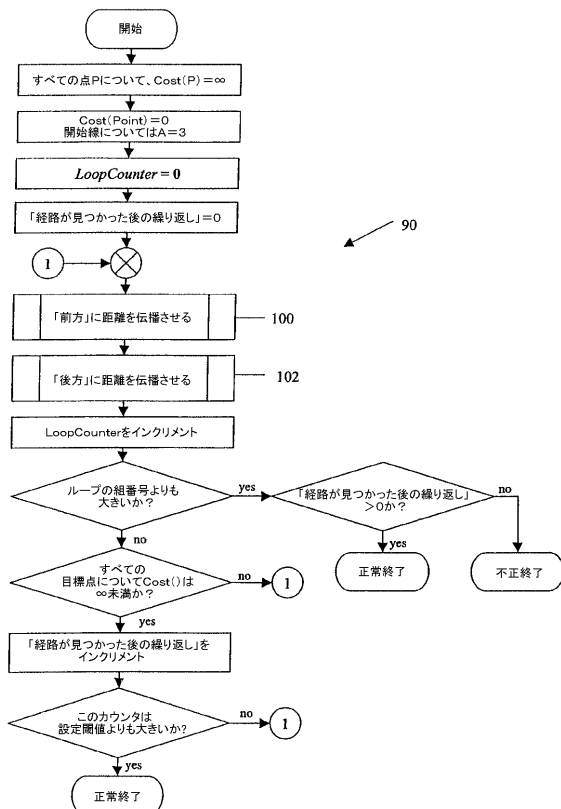 開始
すべての点Pについて、Cost(P)=∞
Cost(Point)=0
開始線についてはA=3
LoopCounter = 0
「経路が見つかった後の繰り返し」=0
90
1
「前方」に距離を伝播させる
100
「後方」に距離を伝播させる
102
LoopCounterをインクリメント
ループの組番号よりも
大きいか?
yes
「経路が見つかった後の繰り返し」
>0か?
no
no
yes
すべての
目標点についてCost()は
∞未満か?
no
1
正常終了
不正終了
yes
「経路が見つかった後の繰り返し」を
インクリメント
このカウンタは
設定閾値よりも大きいか?
no
1
yes
正常終了